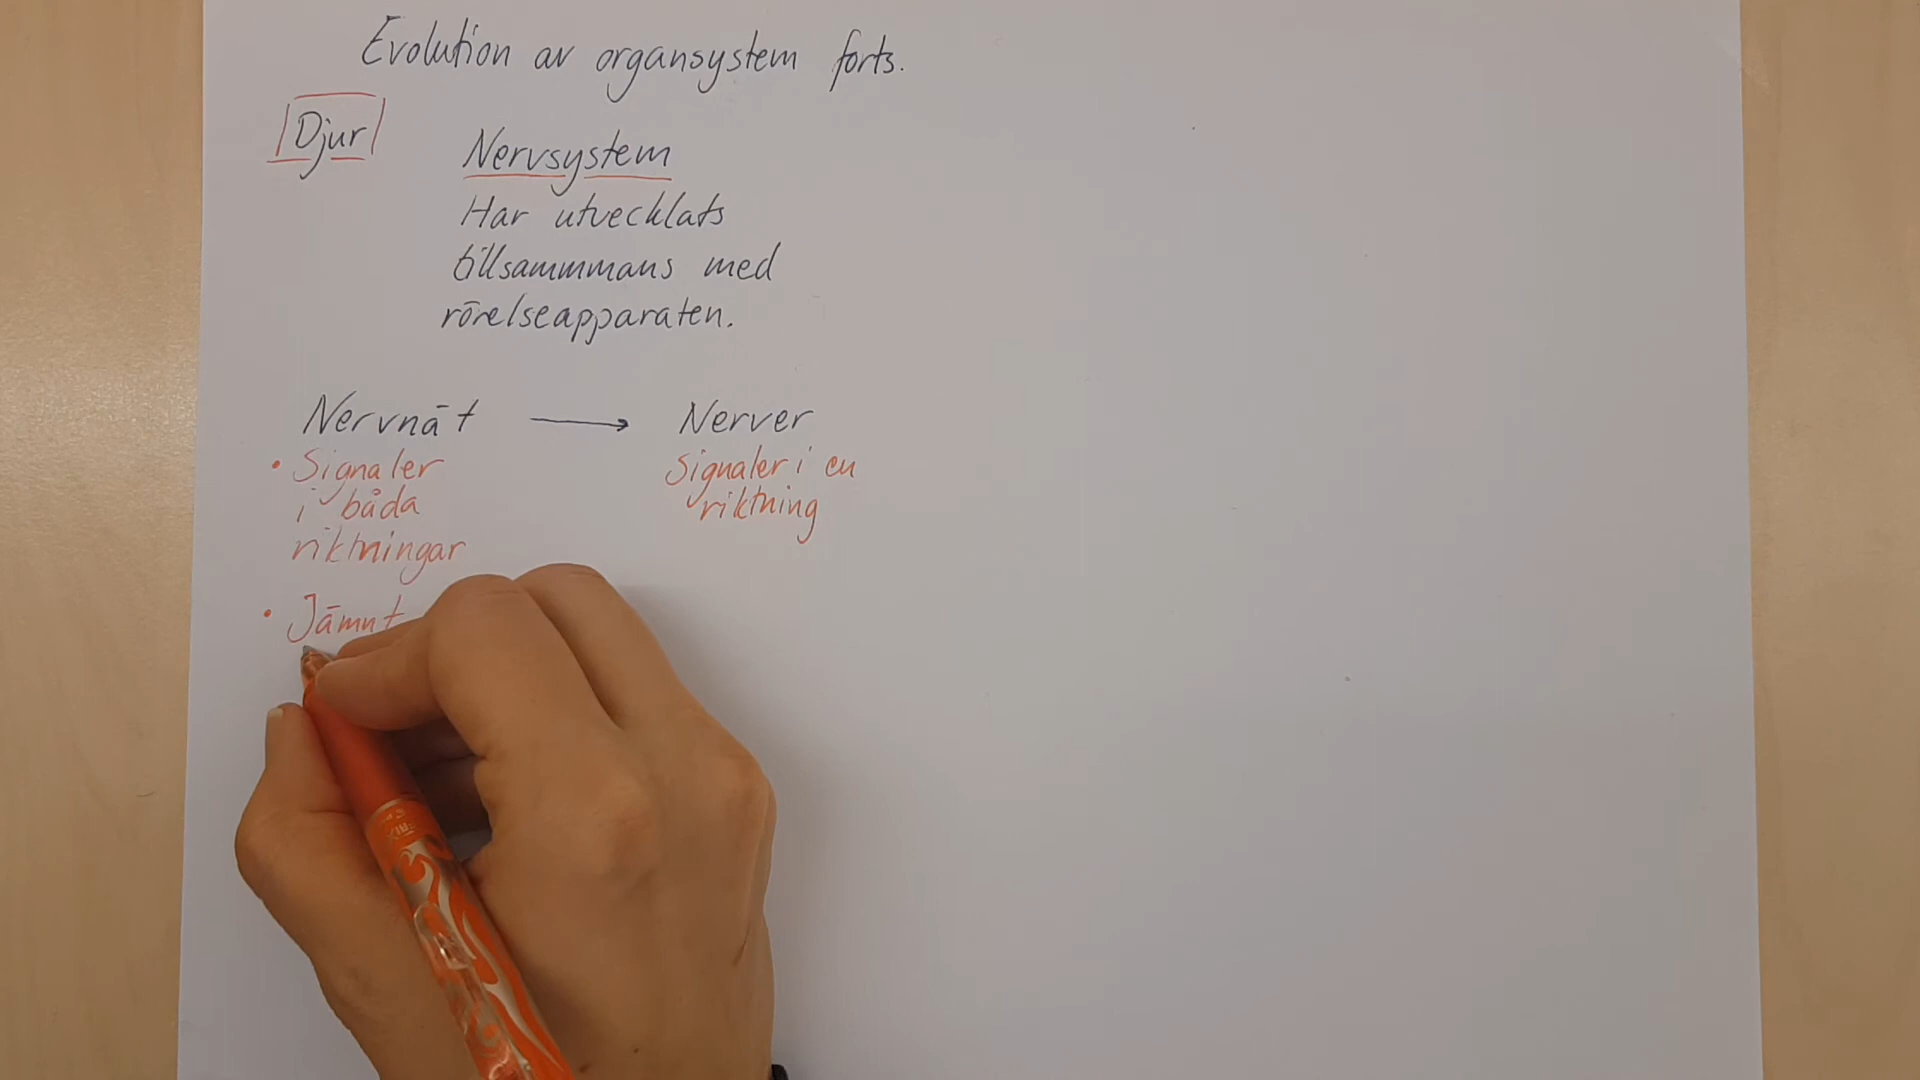 Evolution av organsystem forts.
Djur
Nervsystem
Har utvecklats
tillsammmans med
rörelseapparaten.
Nervnät → Nerver
• Signaler
i båda
riktningar
Signaler i en
riktning
• Jämnt